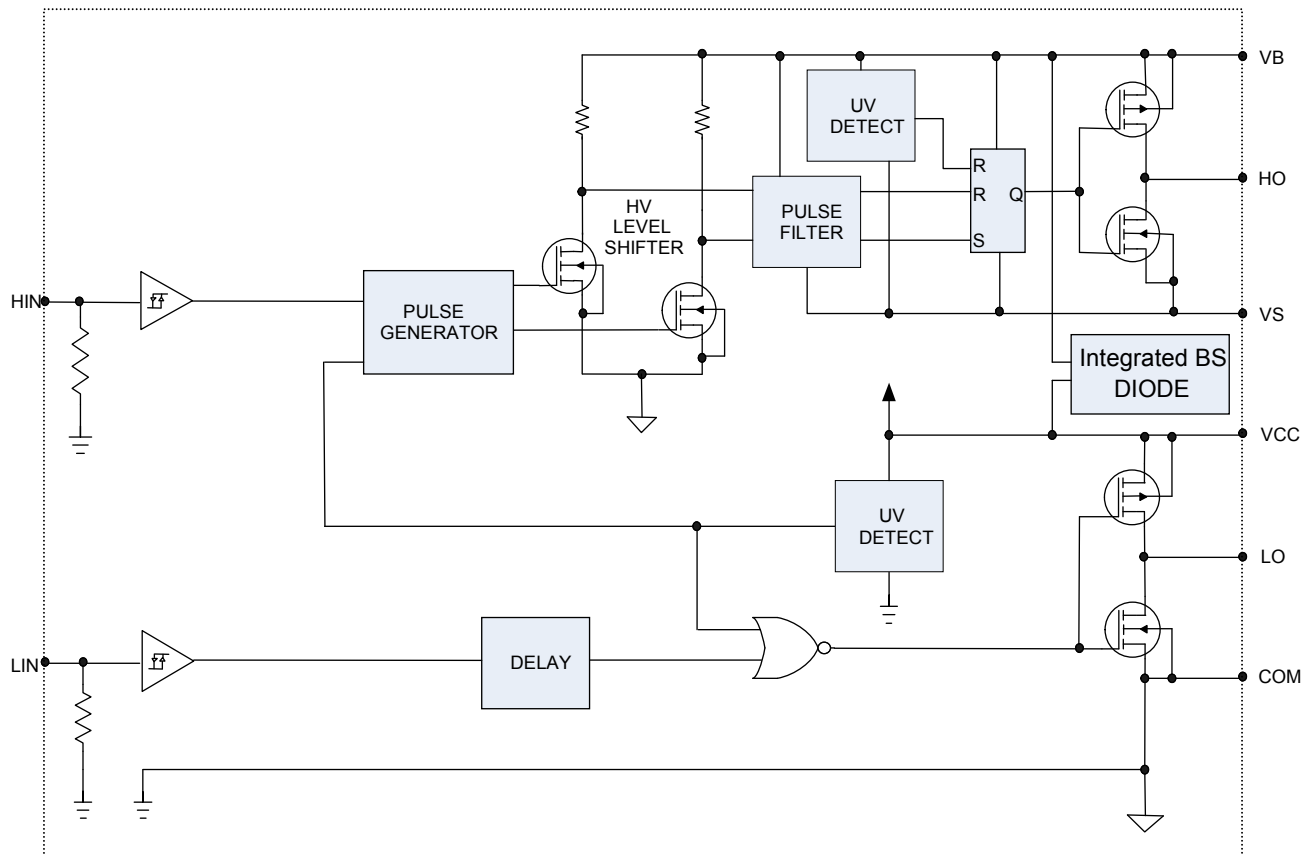 VB
UV
DETECT
R
R
Q
S
HO
HV
LEVEL
SHIFTER
PULSE
FILTER
HIN
PULSE
GENERATOR
VS
Integrated BS
DIODE
VCC
UV
DETECT
LO
LIN
DELAY
COM